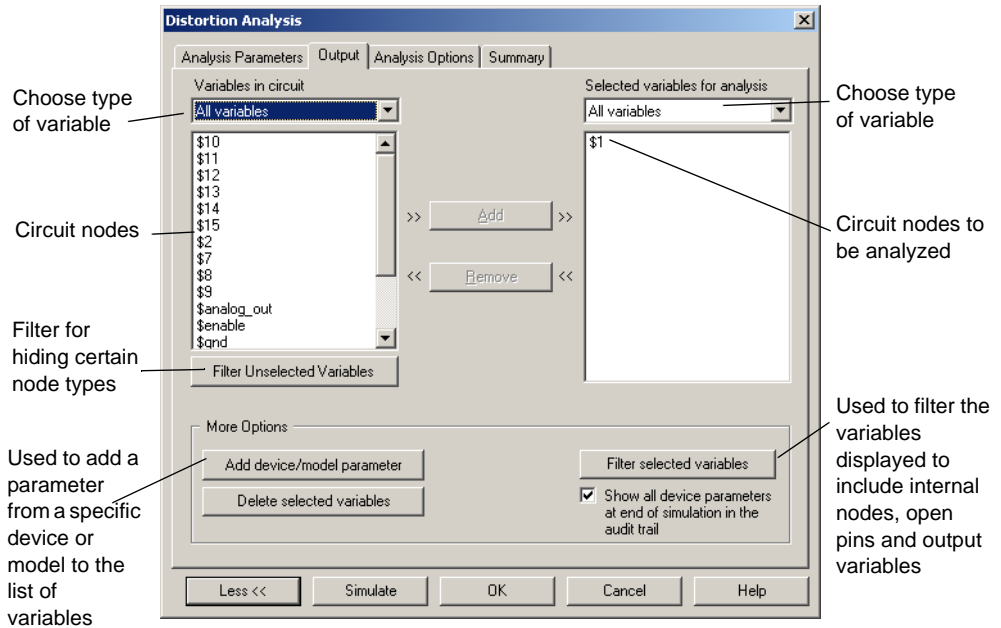 Distortion Analysis
Analysis Parameters
Output
Analysis Options
Summary
Choose type
of variable
Variables in circuit
All variables
Circuit nodes
$10
$11
$12
$13
$14
$15
$2
$7
$8
$9
$analog_out
$enable
$gnd
Filter for
hiding certain
node types
Filter Unselected Variables
>> Add >>
<< Remove <<
Selected variables for analysis
All variables
$1
Choose type
of variable
Circuit nodes to
be analyzed
More Options
Used to add a
parameter
from a specific
device or
model to the
list of
variables
Add device/model parameter
Delete selected variables
Filter selected variables
Show all device parameters
at end of simulation in the
audit trail
Used to filter the
variables
displayed to
include internal
nodes, open
pins and output
variables
Less <<
Simulate
OK
Cancel
Help